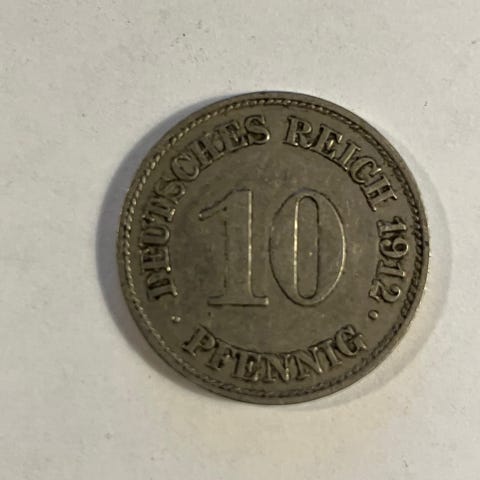 DEUTSCHES REICH 1912
10
PFENNIG